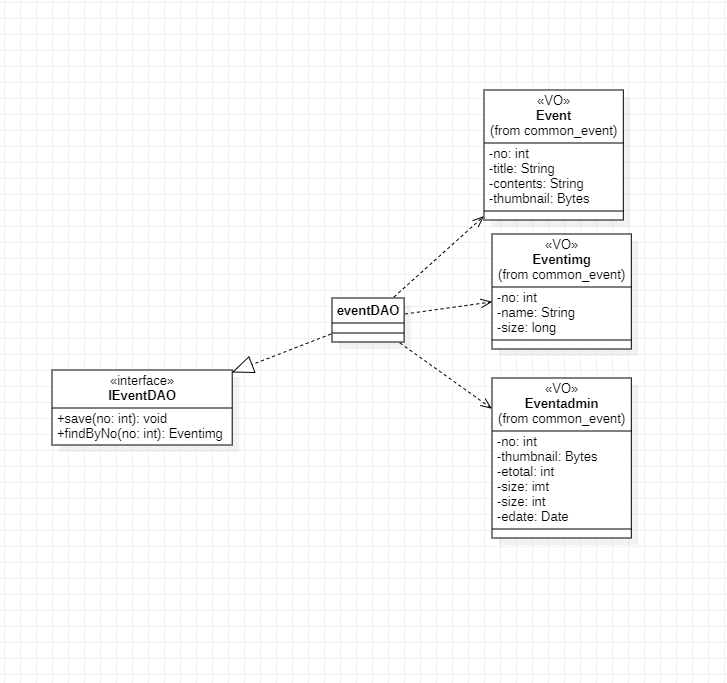 «VO»
Event
(from common_event)
-no: int
-title: String
-contents: String
-thumbnail: Bytes
«VO»
Eventimg
(from common_event)
-no: int
-name: String
-size: long
eventDAO
«interface»
IEventDAO
+save(no: int): void
+findByNo(no: int): Eventimg
«VO»
Eventadmin
(from common_event)
-no: int
-thumbnail: Bytes
-etotal: int
-size: imt
-size: int
-edate: Date